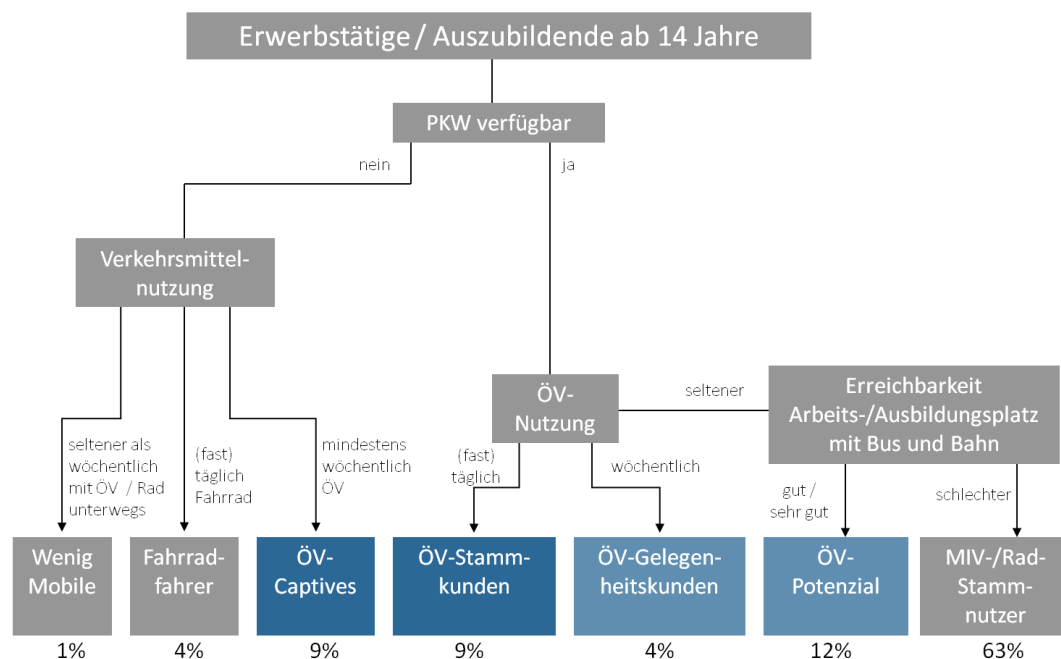 Erwerbstätige / Auszubildende ab 14 Jahre
PKW verfügbar
nein
ja
Verkehrsmittel-
nutzung
ÖV-
Nutzung
seltener
Erreichbarkeit
Arbeits-/Ausbildungsplatz
mit Bus und Bahn
seltener als
wöchentlich
mit ÖV / Rad
unterwegs
(fast)
täglich
Fahrrad
mindestens
wöchentlich
ÖV
(fast)
täglich
wöchentlich
gut /
sehr gut
schlechter
Wenig
Mobile
Fahrrad-
fahrer
ÖV-
Captives
ÖV-Stamm-
kunden
ÖV-Gelegen-
heitskunden
ÖV-
Potenzial
MIV-/Rad-
Stamm-
nutzer
1%
4%
9%
9%
4%
12%
63%